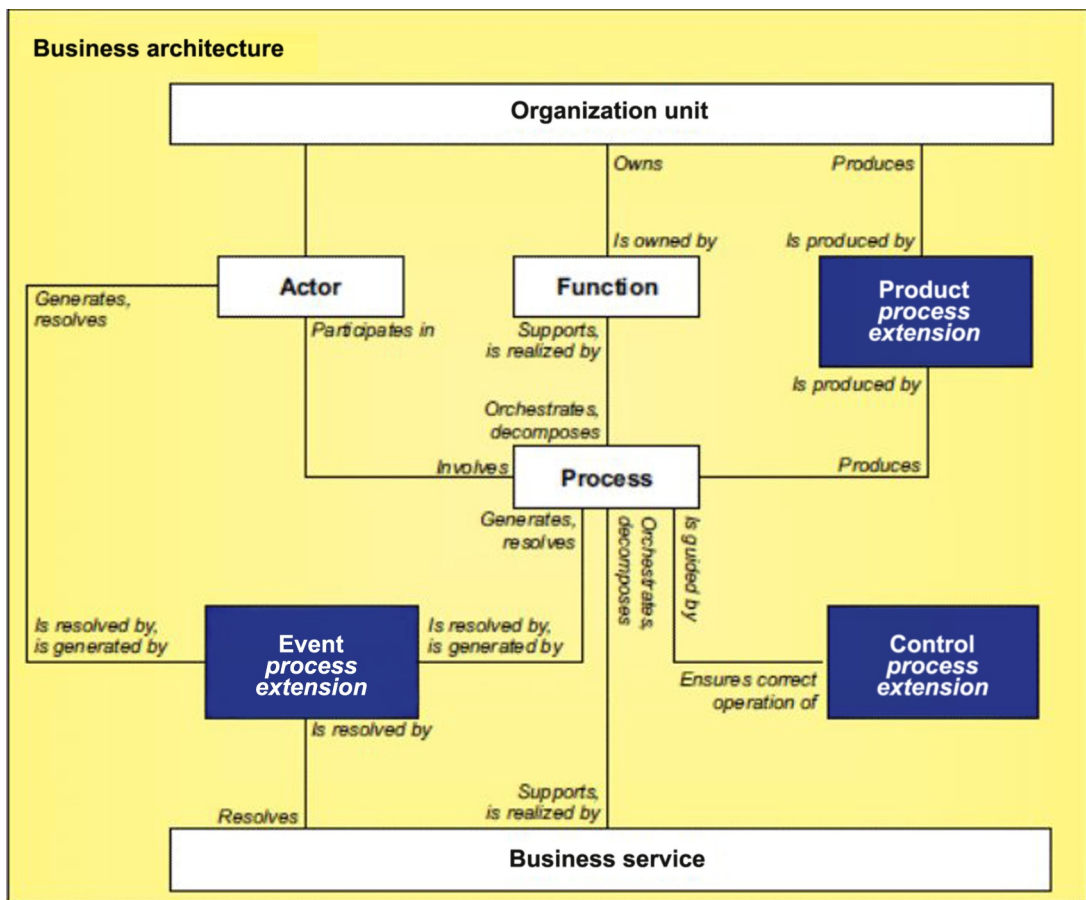 Business architecture
Organization unit
Owns
Produces
Is owned by
Is produced by
Actor
Function
Product
process
extension
Generates,
resolves
Participates in
Supports,
is realized by
Is produced by
Orchestrates,
decomposes
Involves
Process
Produces
Generates,
resolves
Orchestrates,
decomposes
Is guided by
Is resolved by,
is generated by
Event
process
extension
Is resolved by,
is generated by
Control
process
extension
Ensures correct
operation of
Is resolved by
Resolves
Supports,
is realized by
Business service